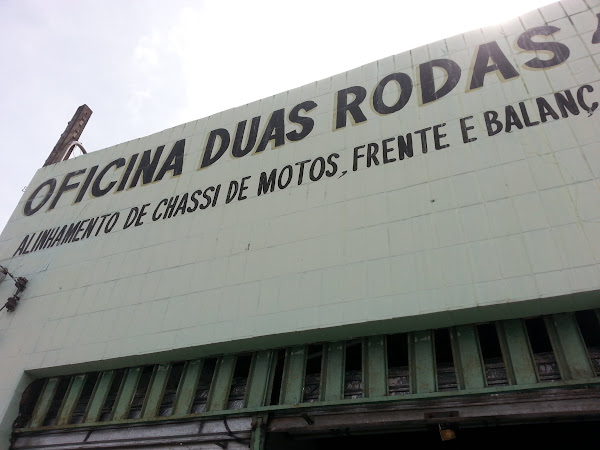 OFICINA DUAS RODAS
ALINHAMENTO DE CHASSI DE MOTOS, FRENTE E BALANÇ